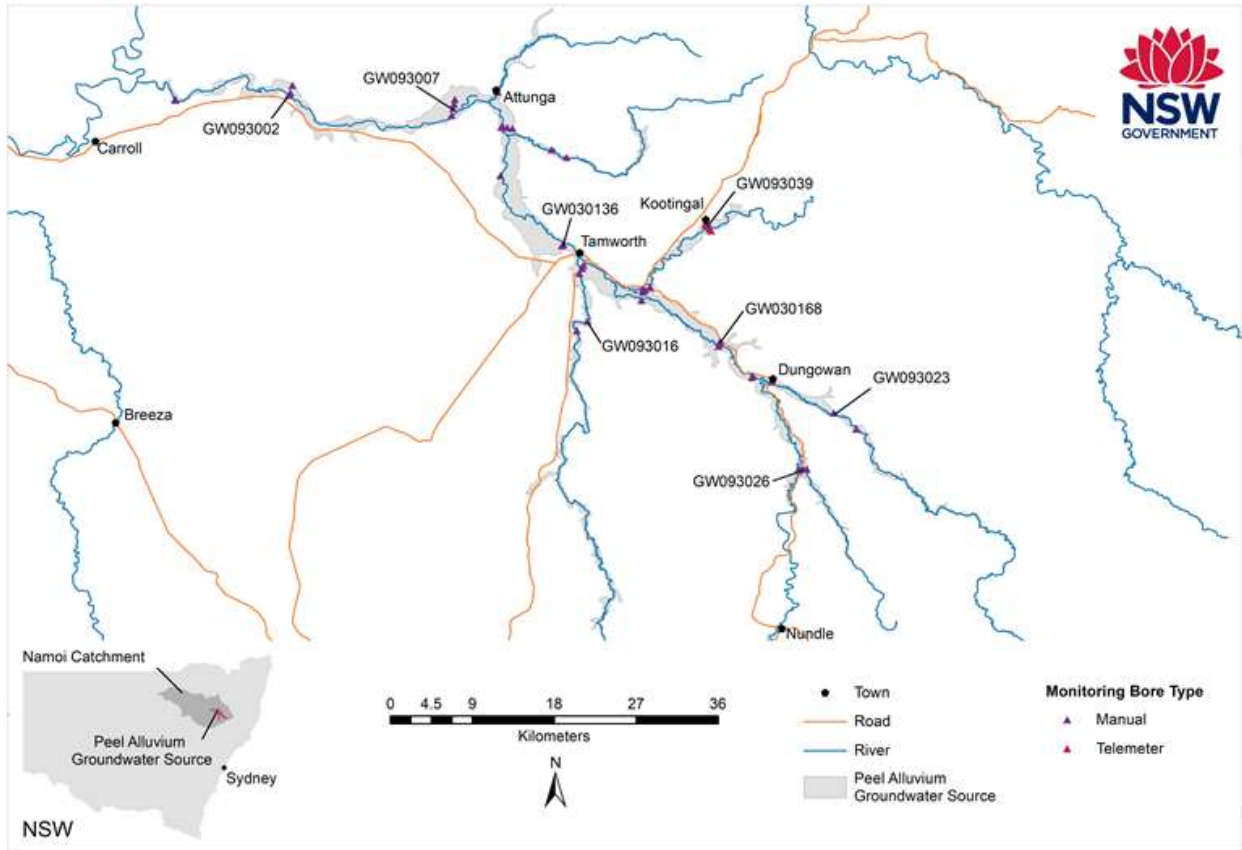 NSW
GOVERNMENT
GW093007
Attunga
GW093002
Carroll
GW093039
Kootingal
GW030136
Tamworth
GW030168
GW093016
Dungowan
GW093023
Breeza
GW093026
Nundle
Namoi Catchment
Peel Alluvium
Groundwater Source
Sydney
NSW
0 4.5 9 18 27 36
Kilometers
N
Town
Road
River
Peel Alluvium
Groundwater Source
Monitoring Bore Type
Manual
Telemeter